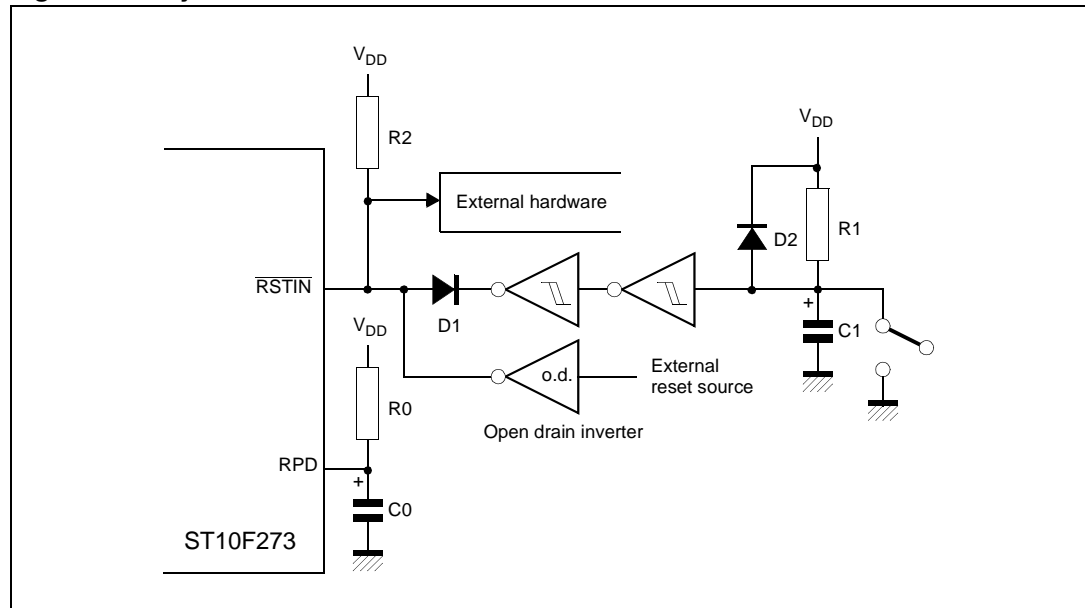 V_DD
R2
V_DD
External hardware
D2
R1
RSTIN
D1
+
C1
V_DD
External
reset source
o.d.
R0
Open drain inverter
RPD
+
C0
ST10F273